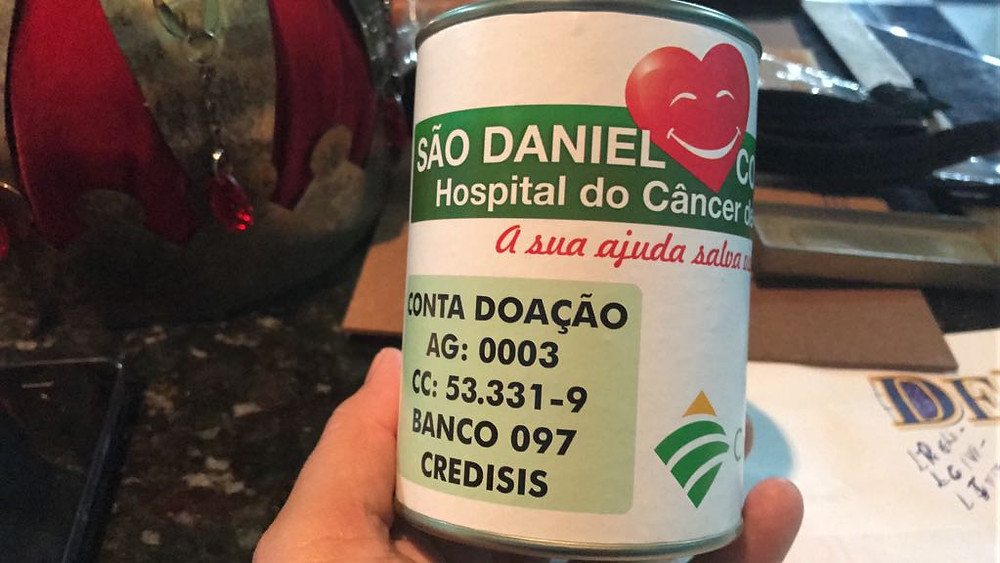 SÃO DANIEL
Hospital do Câncer de
A sua ajuda salva
CONTA DOAÇÃO
AG: 0003
CC: 53.331-9
BANCO 097
CREDISIS